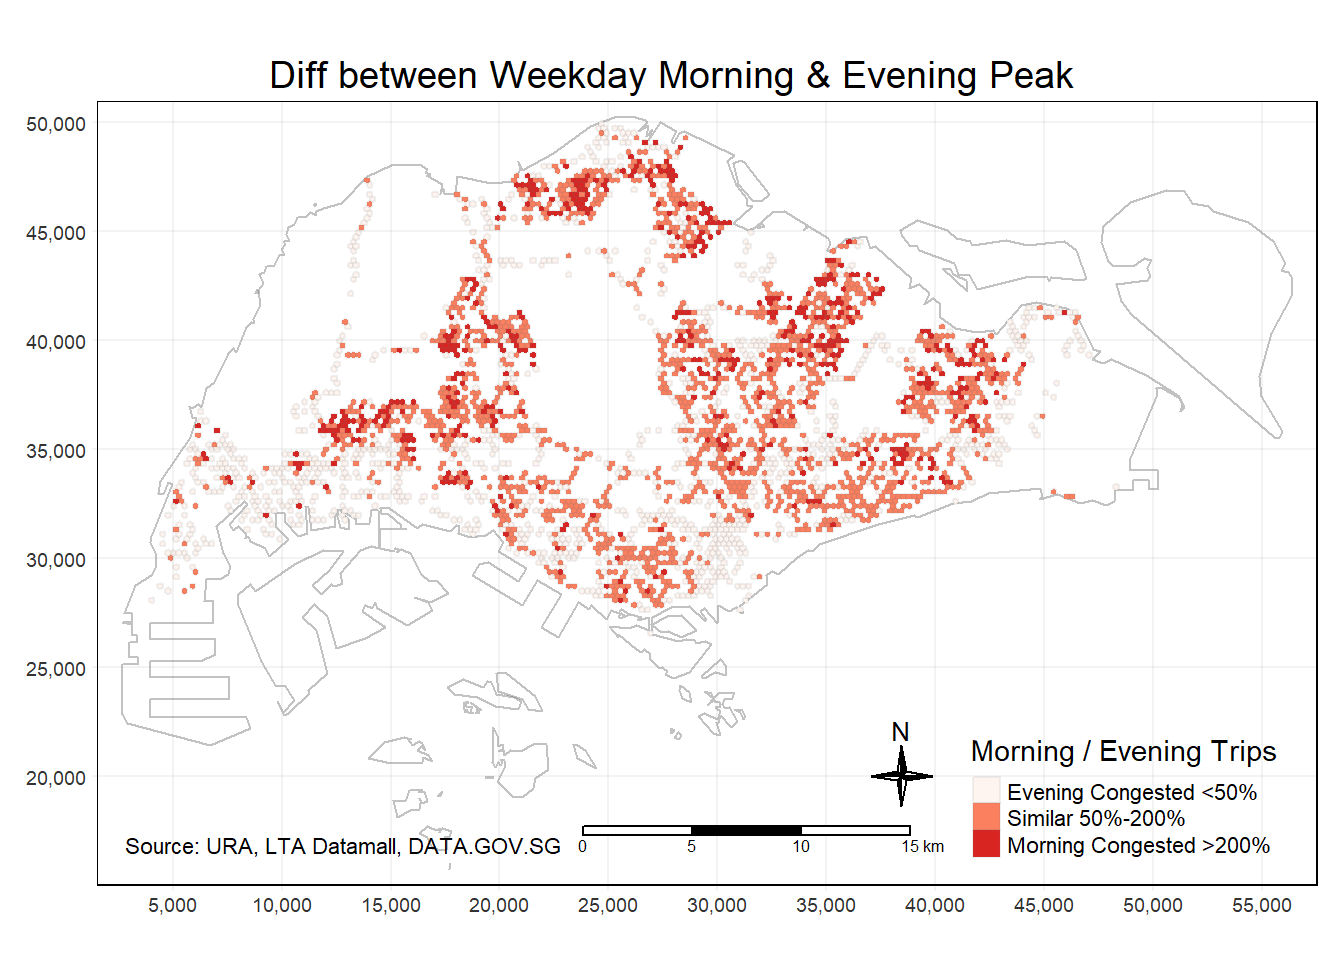 Diff between Weekday Morning & Evening Peak
50,000
45,000
40,000
35,000
30,000
25,000
20,000
N
Morning / Evening Trips
Evening Congested <50%
Similar 50%-200%
Morning Congested >200%
Source: URA, LTA Datamall, DATA.GOV.SG
0 5 10 15 km
5,000 10,000 15,000 20,000 25,000 30,000 35,000 40,000 45,000 50,000 55,000